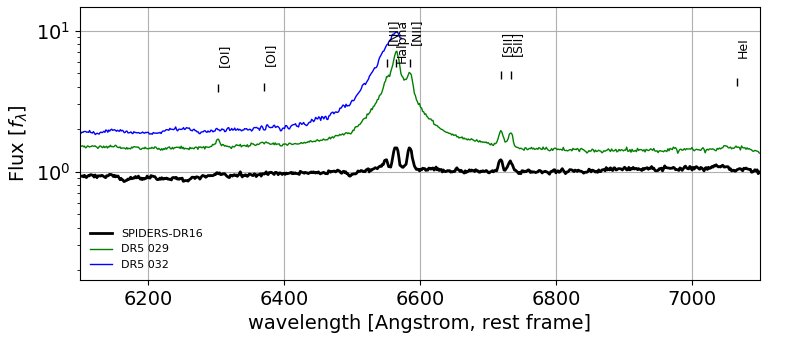 10¹
10⁰
Flux [fλ]
[OI]
[OI]
[NII]
Halpha
[NII]
[SII]
[SII]
HeI
SPIDERS-DR16
DR5 029
DR5 032
6200 6400 6600 6800 7000
wavelength [Angstrom, rest frame]